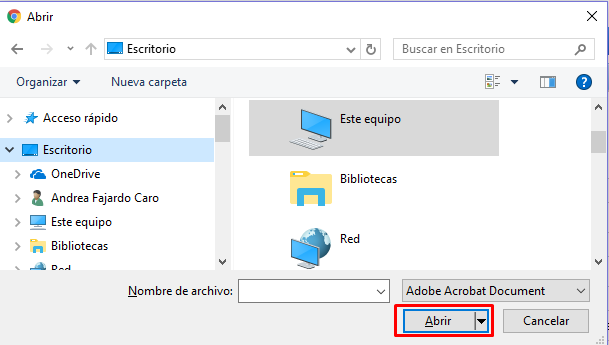 Abrir
Escritorio
Buscar en Escritorio
Organizar
Nueva carpeta
?
Acceso rápido
Escritorio
OneDrive
Andrea Fajardo Caro
Este equipo
Bibliotecas
Red
Este equipo
Bibliotecas
Red
Nombre de archivo:
Adobe Acrobat Document
Abrir
Cancelar